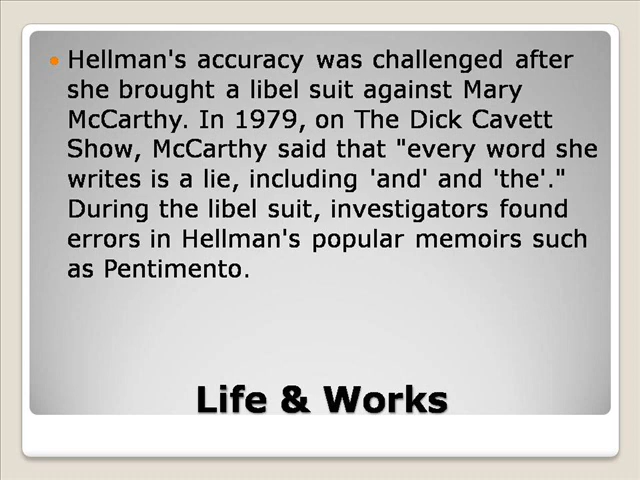 Hellman's accuracy was challenged after
she brought a libel suit against Mary
McCarthy. In 1979, on The Dick Cavett
Show, McCarthy said that "every word she
writes is a lie, including 'and' and 'the'."
During the libel suit, investigators found
errors in Hellman's popular memoirs such
as Pentimento.
Life & Works